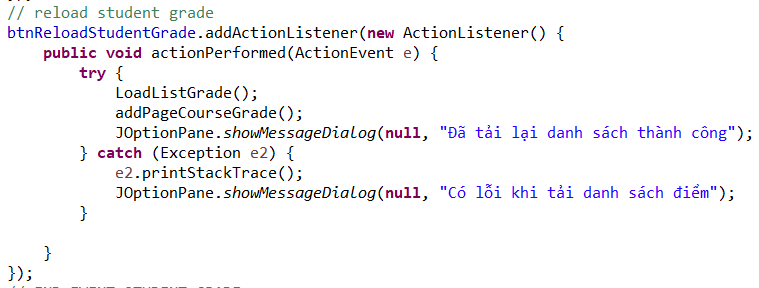 // reload student grade
btnReloadStudentGrade.addActionListener(new ActionListener() {
public void actionPerformed(ActionEvent e) {
try {
LoadListGrade();
addPageCourseGrade();
JOptionPane.showMessageDialog(null, "Đã tải lại danh sách thành công");
} catch (Exception e2) {
e2.printStackTrace();
JOptionPane.showMessageDialog(null, "Có lỗi khi tải danh sách điểm");
}
}
});